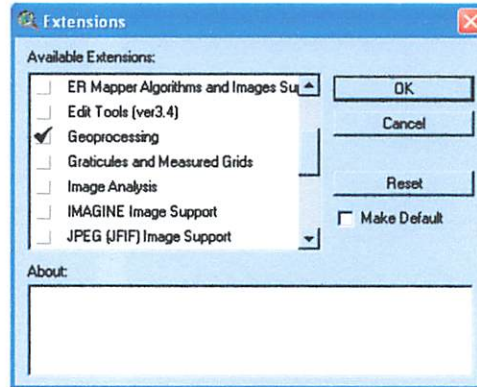 Extensions
Available Extensions:
ER Mapper Algorithms and Images Su
Edit Tools (ver3.4)
Geoprocessing
Graticules and Measured Grids
Image Analysis
IMAGINE Image Support
JPEG (JFIF) Image Support
OK
Cancel
Reset
Make Default
About: